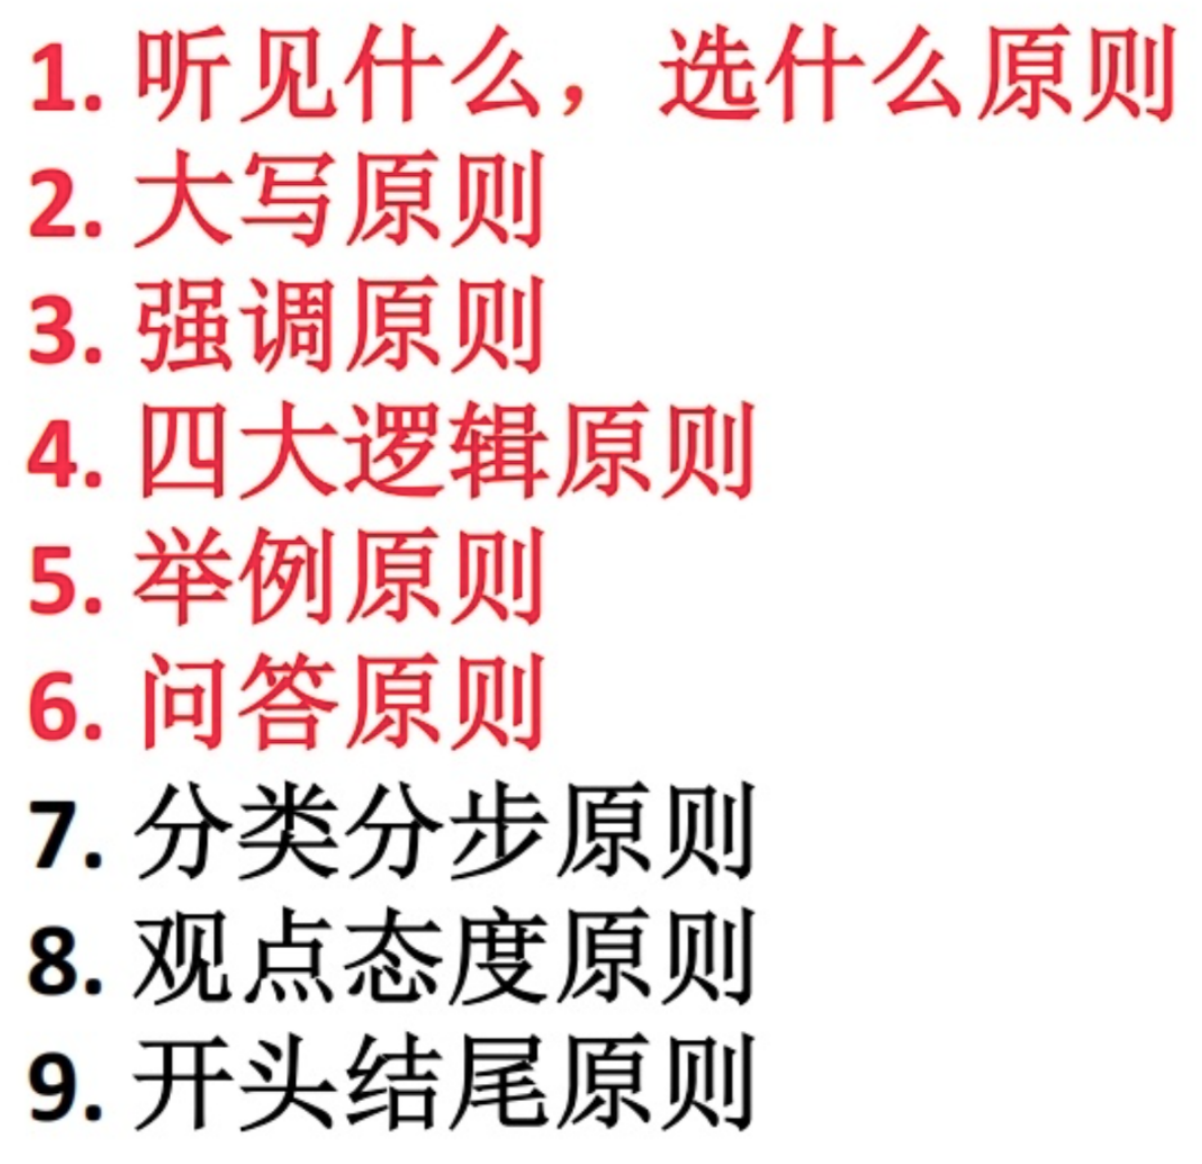 1. 听见什么，选什么原则
2. 大写原则
3. 强调原则
4. 四大逻辑原则
5. 举例原则
6. 问答原则
7. 分类分步原则
8. 观点态度原则
9. 开头结尾原则